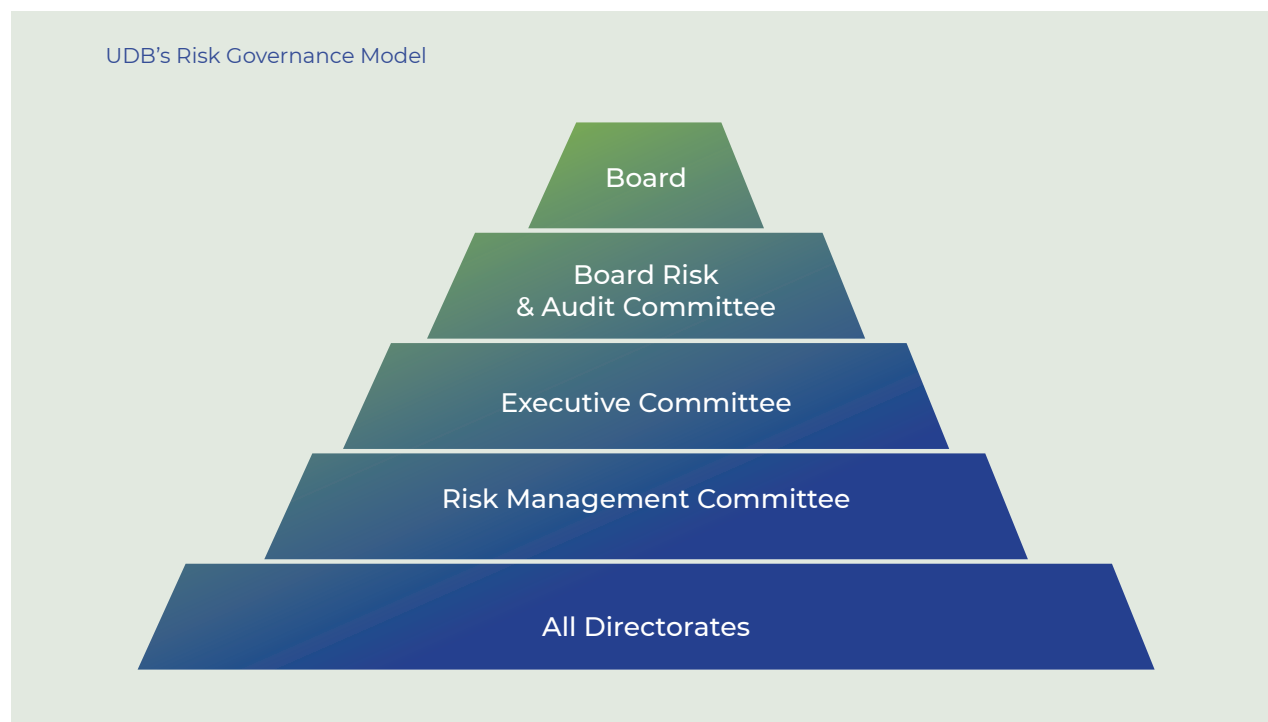 UDB’s Risk Governance Model
Board
Board Risk
& Audit Committee
Executive Committee
Risk Management Committee
All Directorates